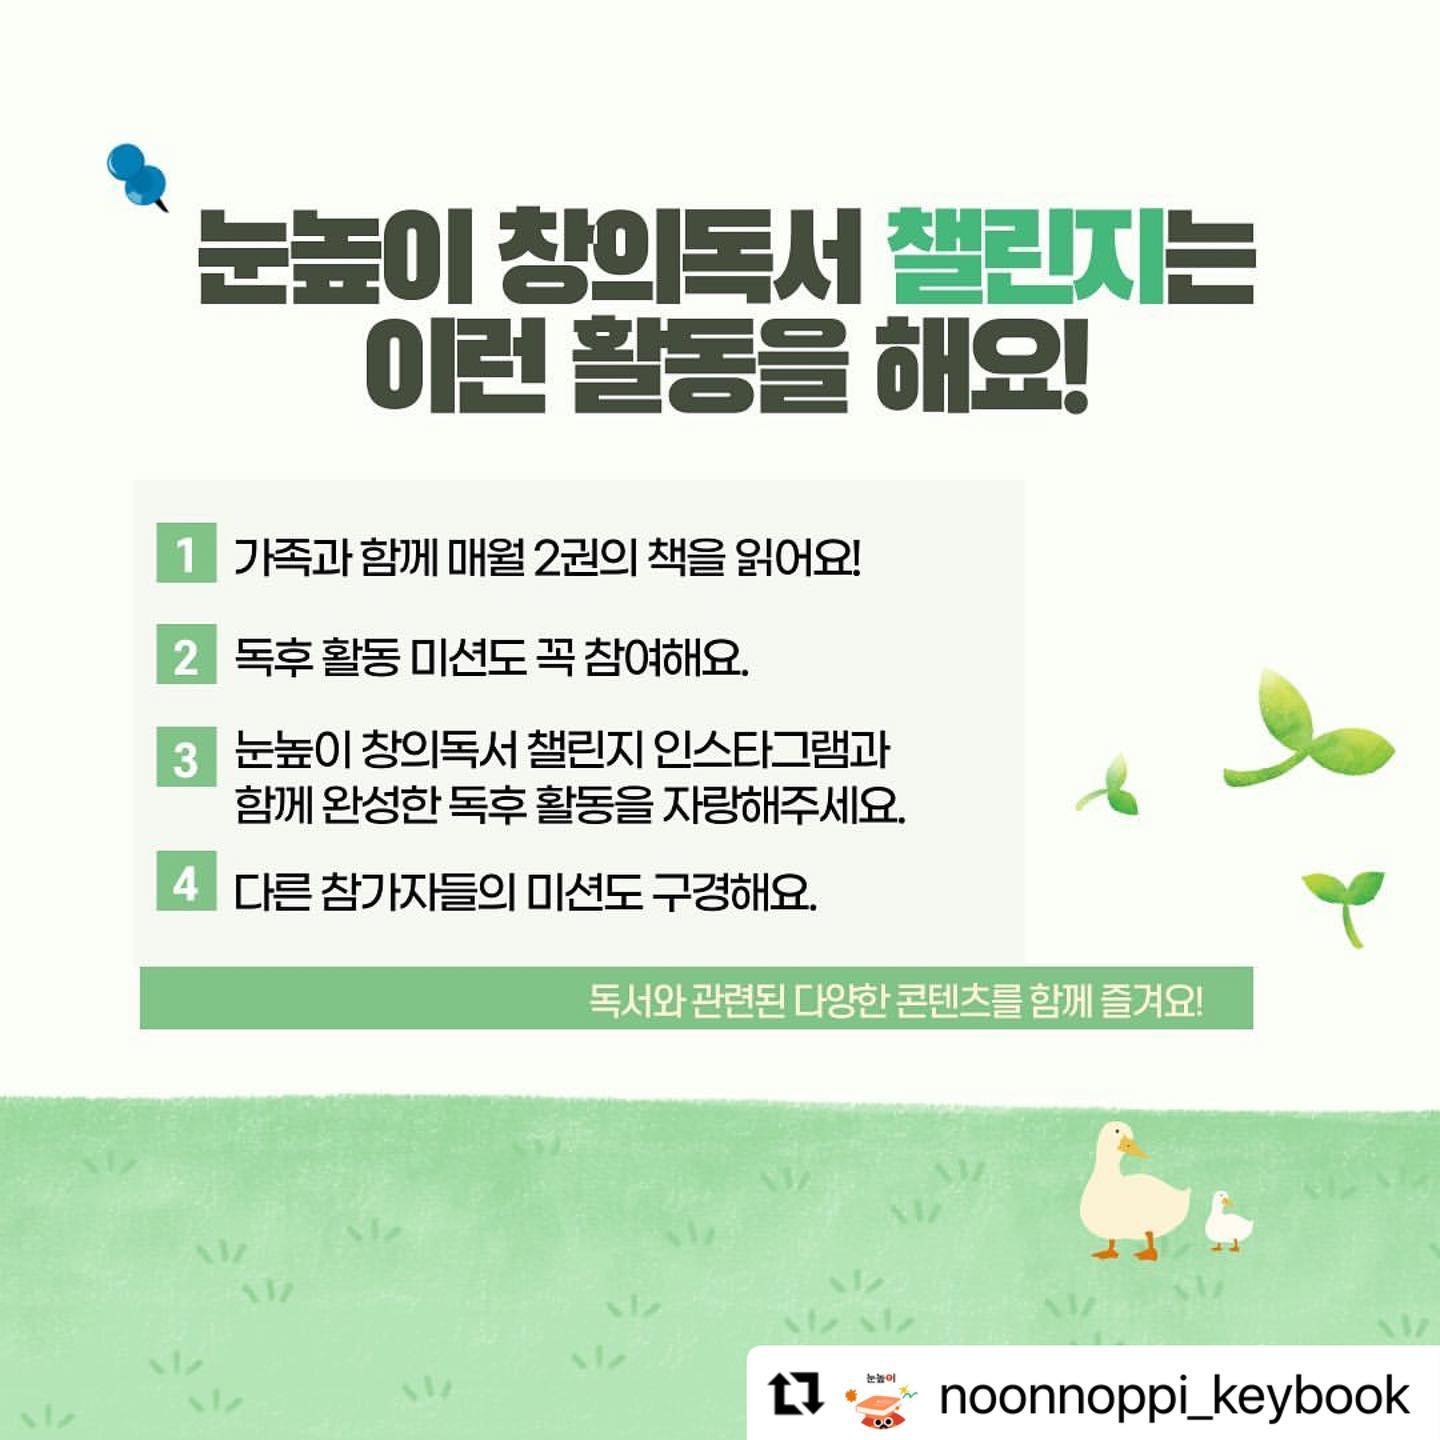 눈높이 창의독서 챌린지는
이런 활동을 해요!
1 가족과 함께 매월 2권의 책을 읽어요!
2 독후 활동 미션도 꼭 참여해요.
3 눈높이 창의독서 챌린지 인스타그램과
함께 완성한 독후 활동을 자랑해주세요.
4 다른 참가자들의 미션도 구경해요.
독서와 관련된 다양한 콘텐츠를 함께 즐겨요!
눈높이
noonnoppi_keybook